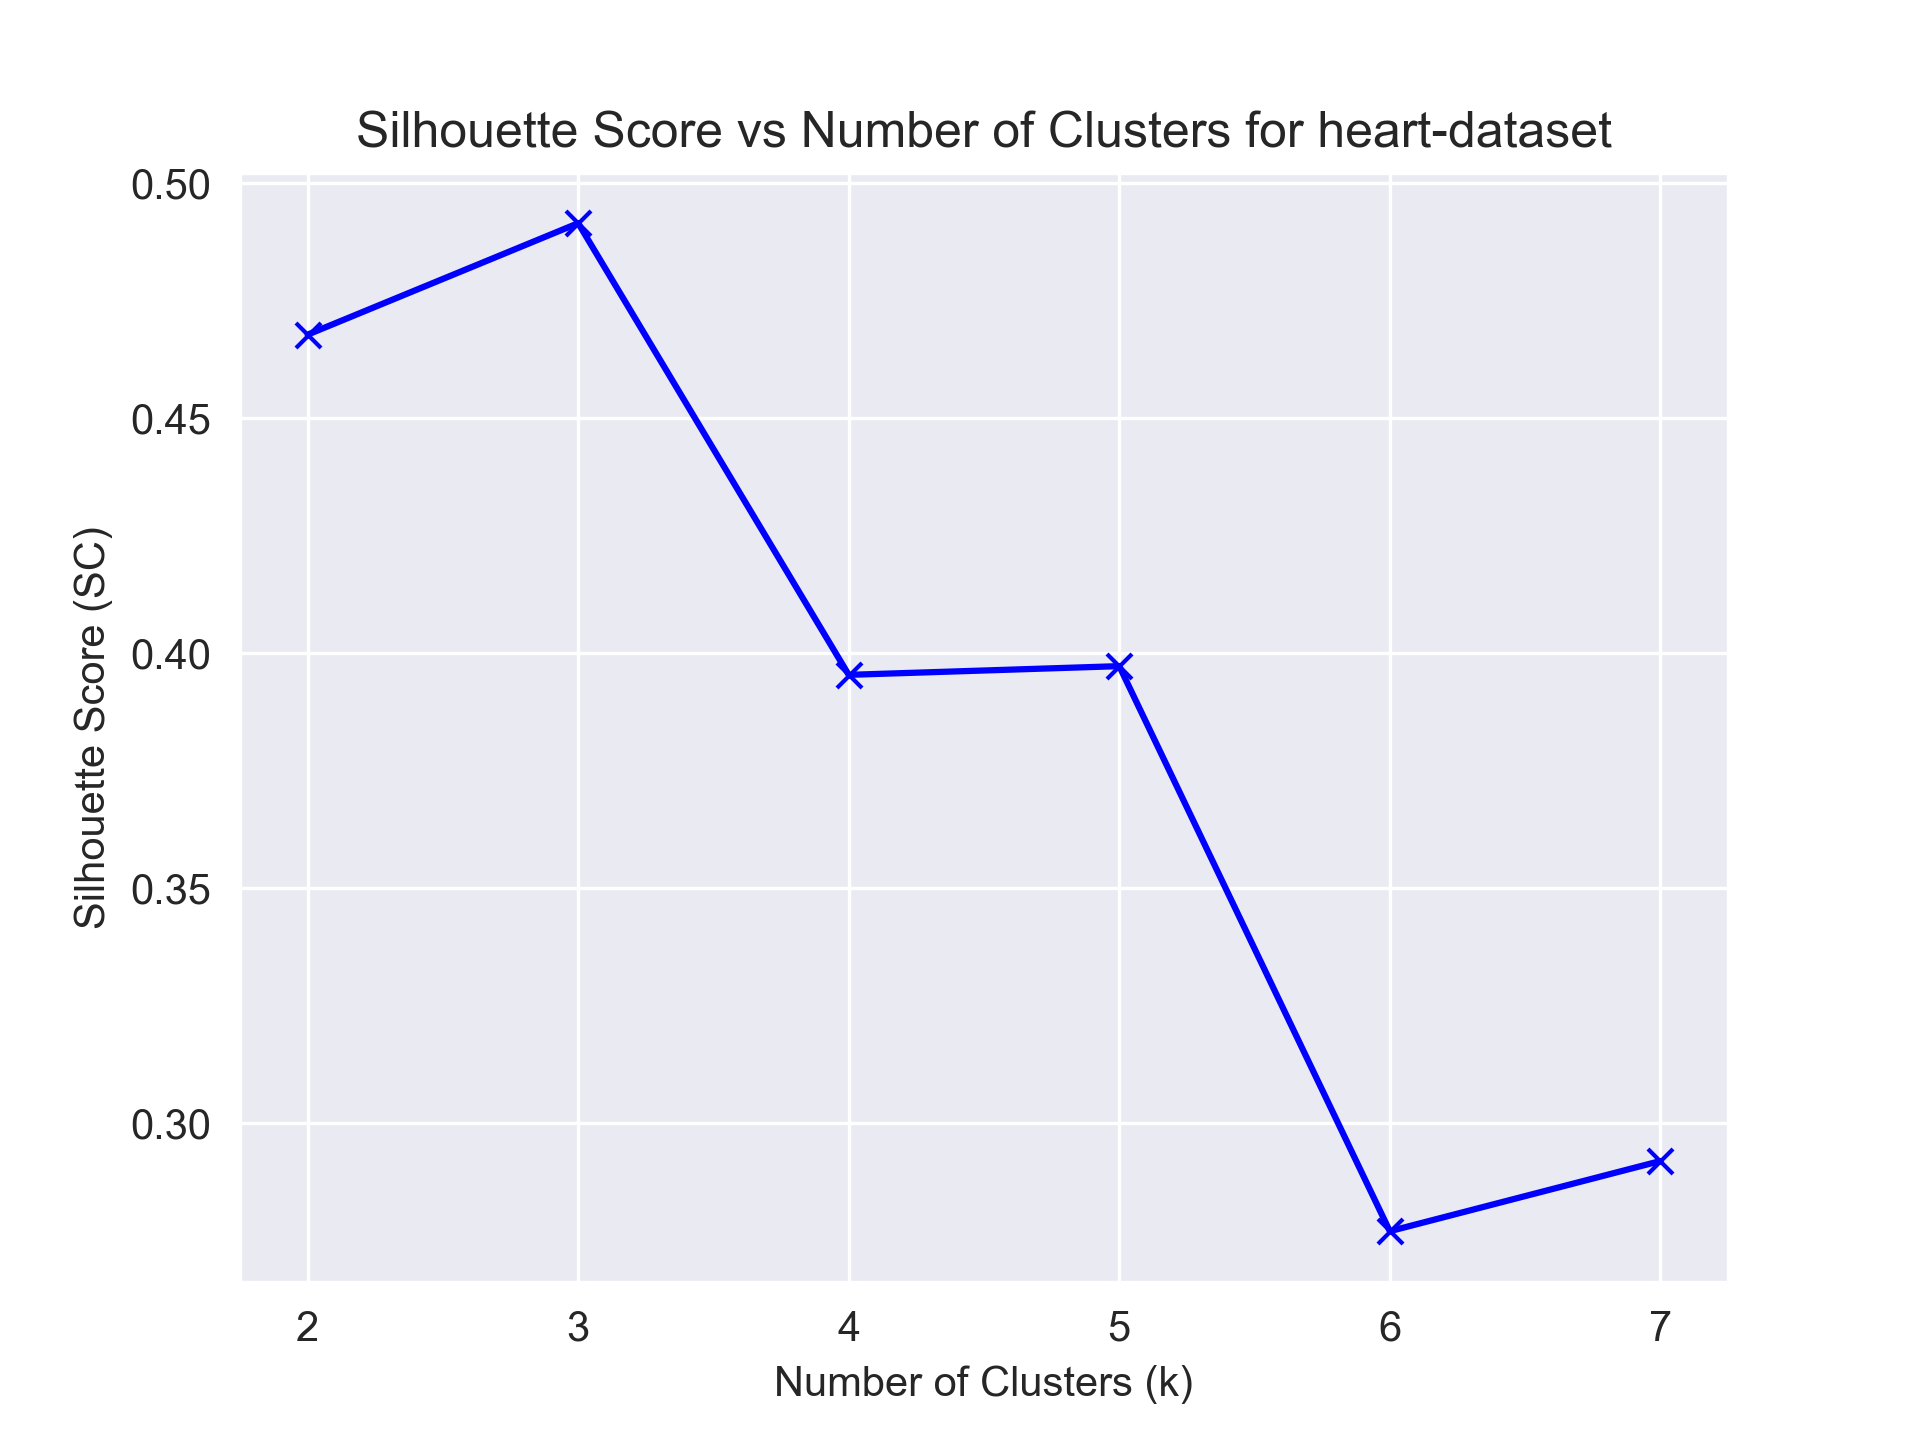 Silhouette Score vs Number of Clusters for heart-dataset
0.50
0.45
0.40
0.35
0.30
Silhouette Score (SC)
2 3 4 5 6 7
Number of Clusters (k)